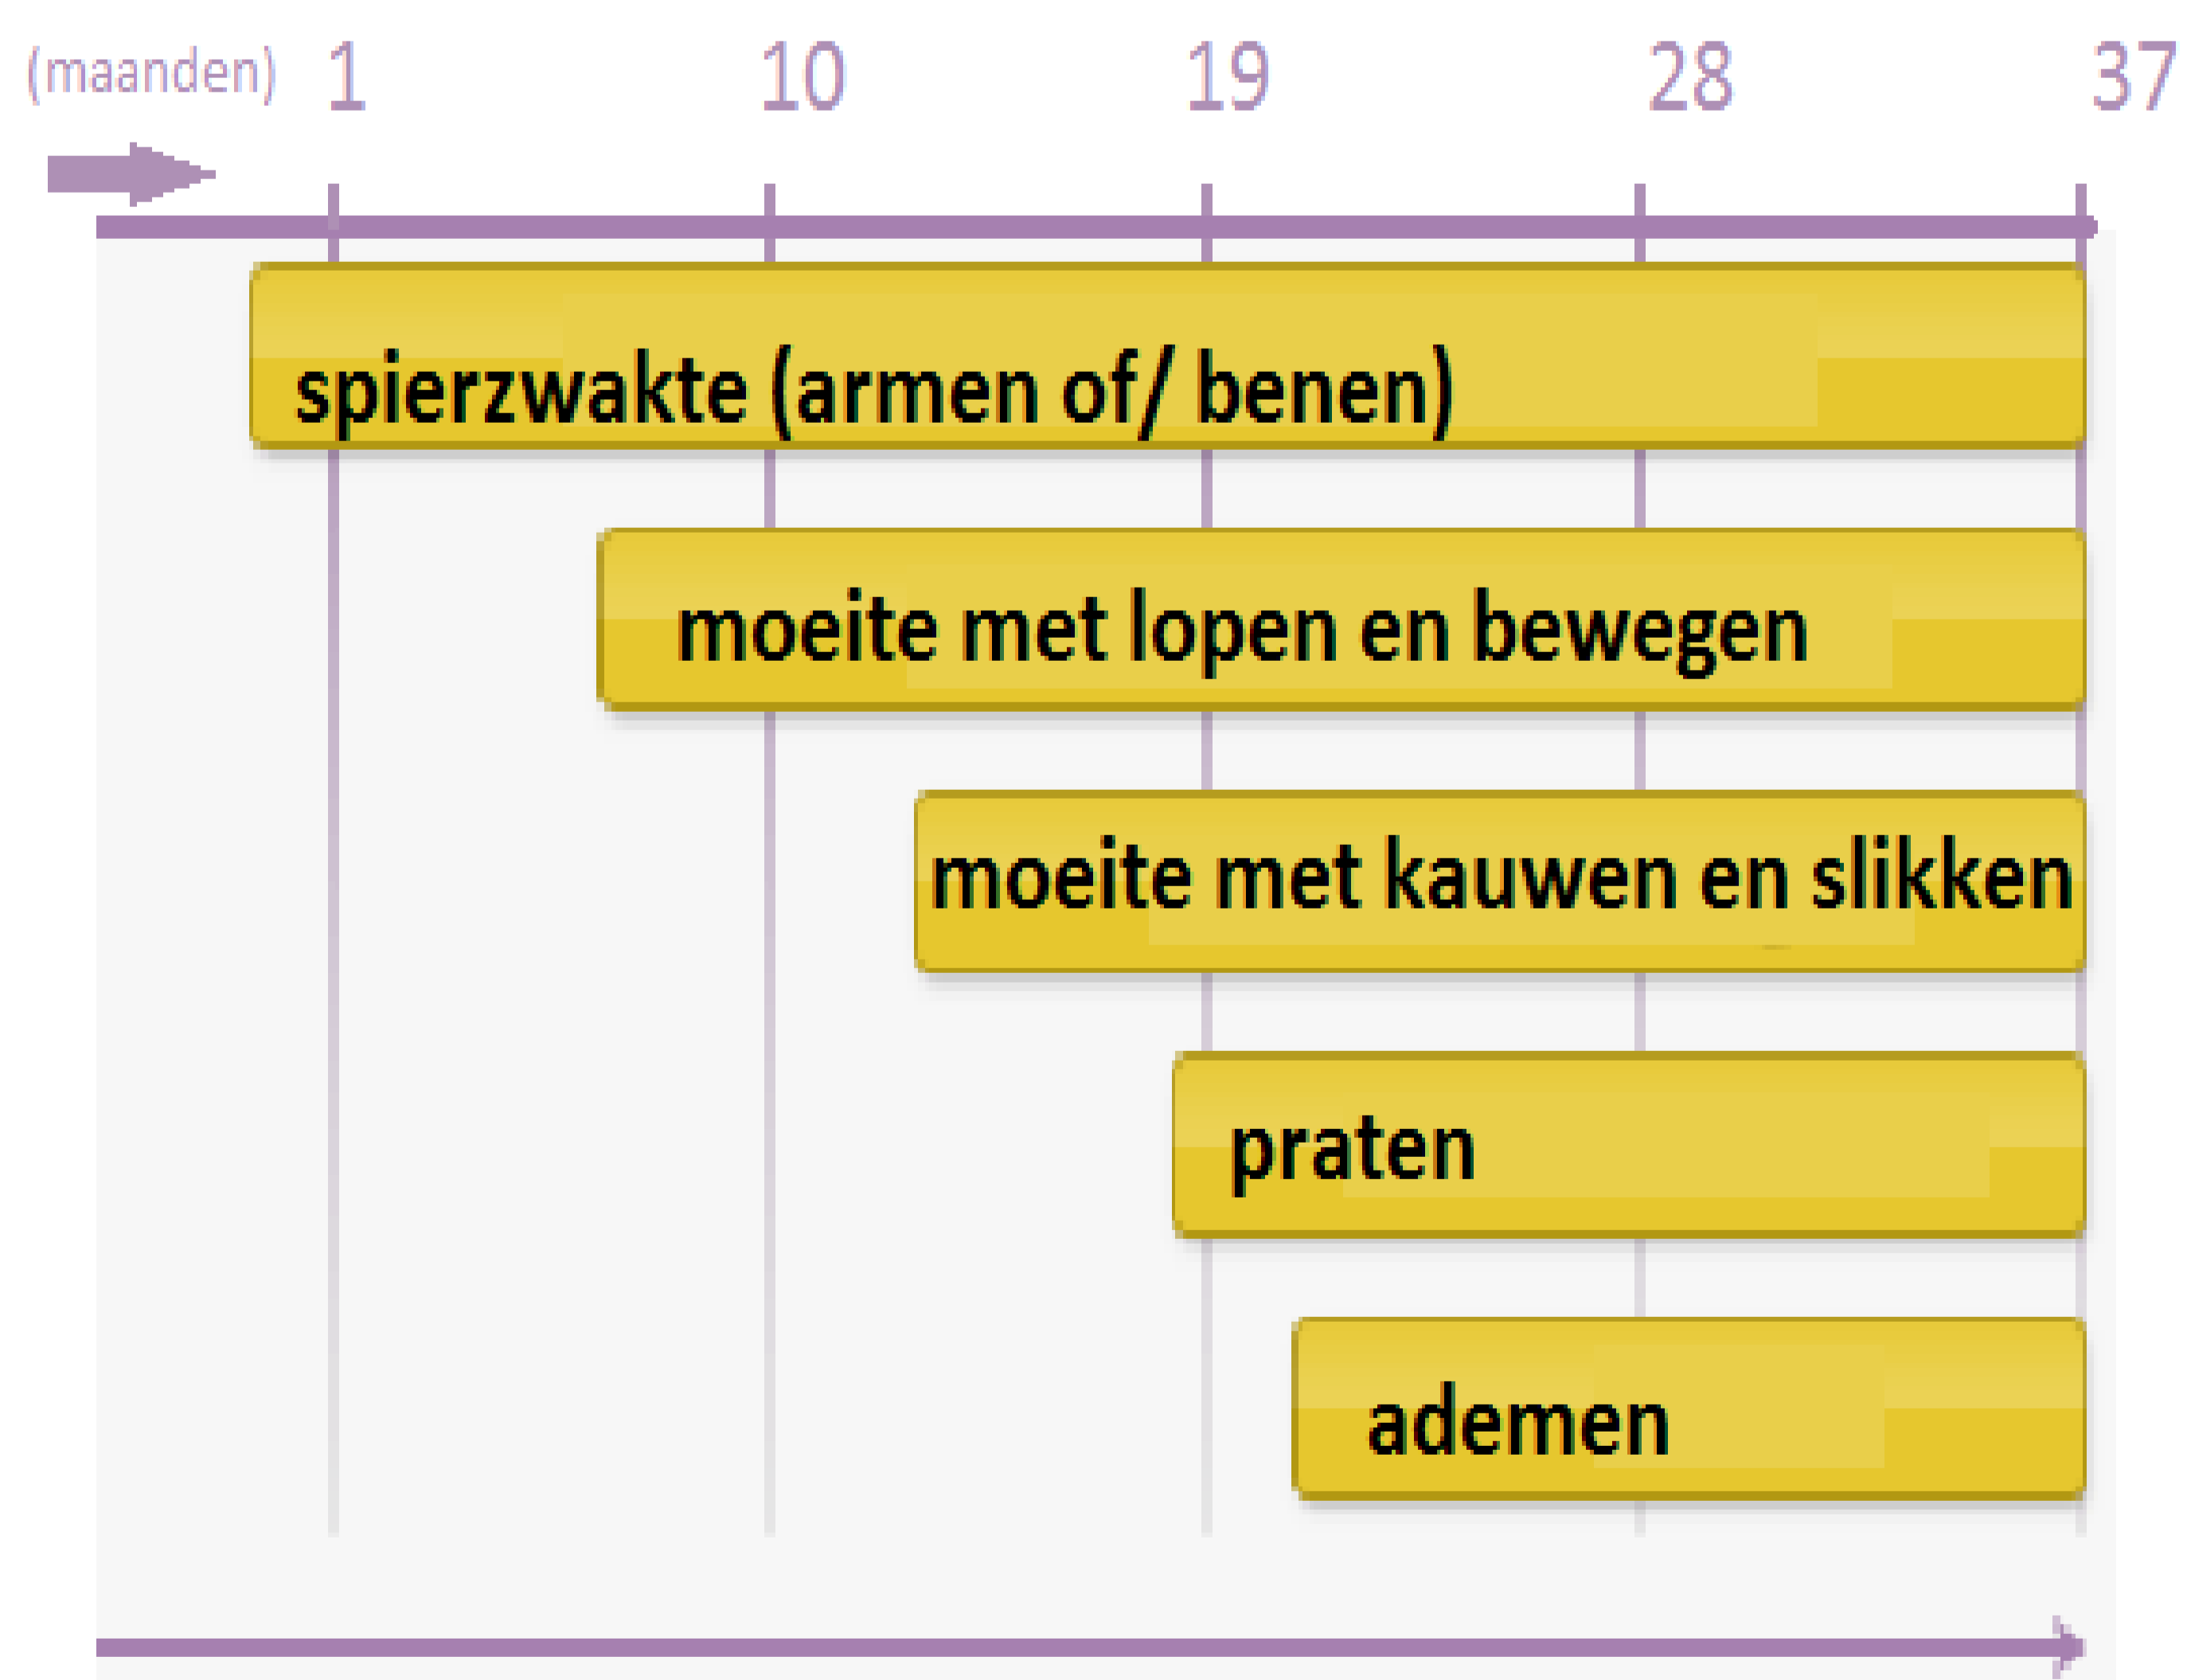 (maanden) 1 10 19 28 37
spierzwakte (armen of/ benen)
moeite met lopen en bewegen
moeite met kauwen en slikken
praten
ademen